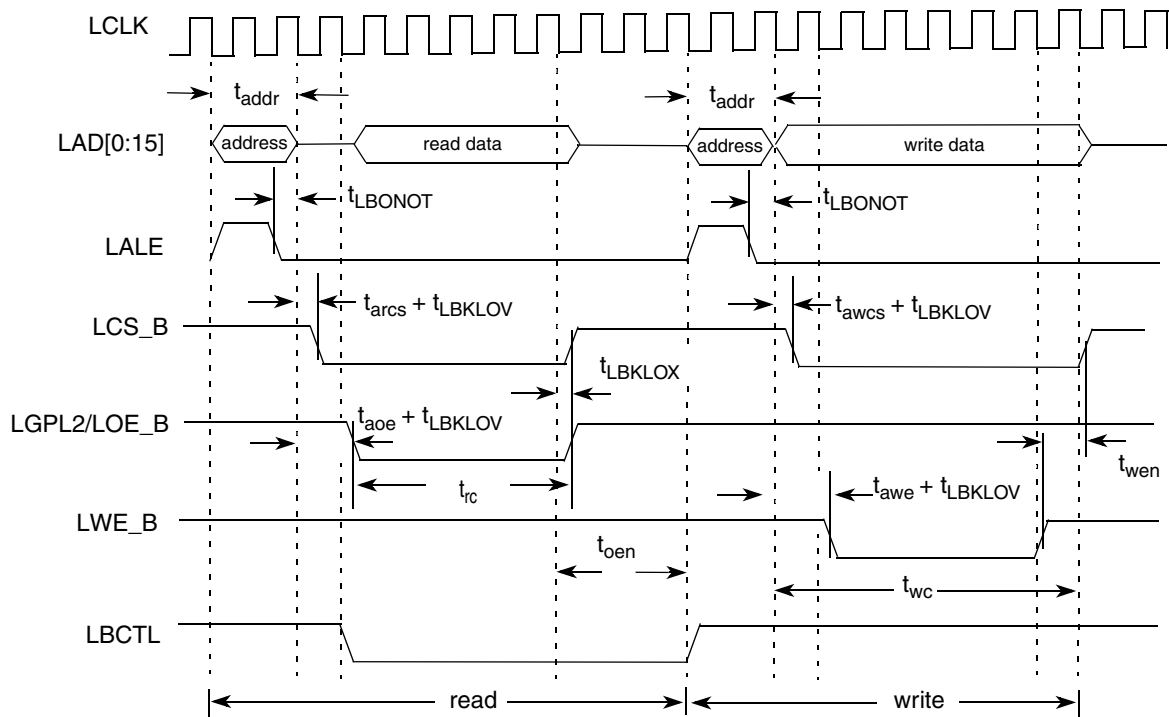 LCLK
t_addr t_addr
LAD[0:15] address read data address write data
t_LBONOT t_LBONOT
LALE
t_arcs + t_LBKLOV t_awcs + t_LBKLOV
LCS_B
t_LBKLOX
t_aoe + t_LBKLOV
LGPL2/LOE_B
t_wen
t_rc t_awe + t_LBKLOV
LWE_B
t_oen
t_wc
LBCTL
read write